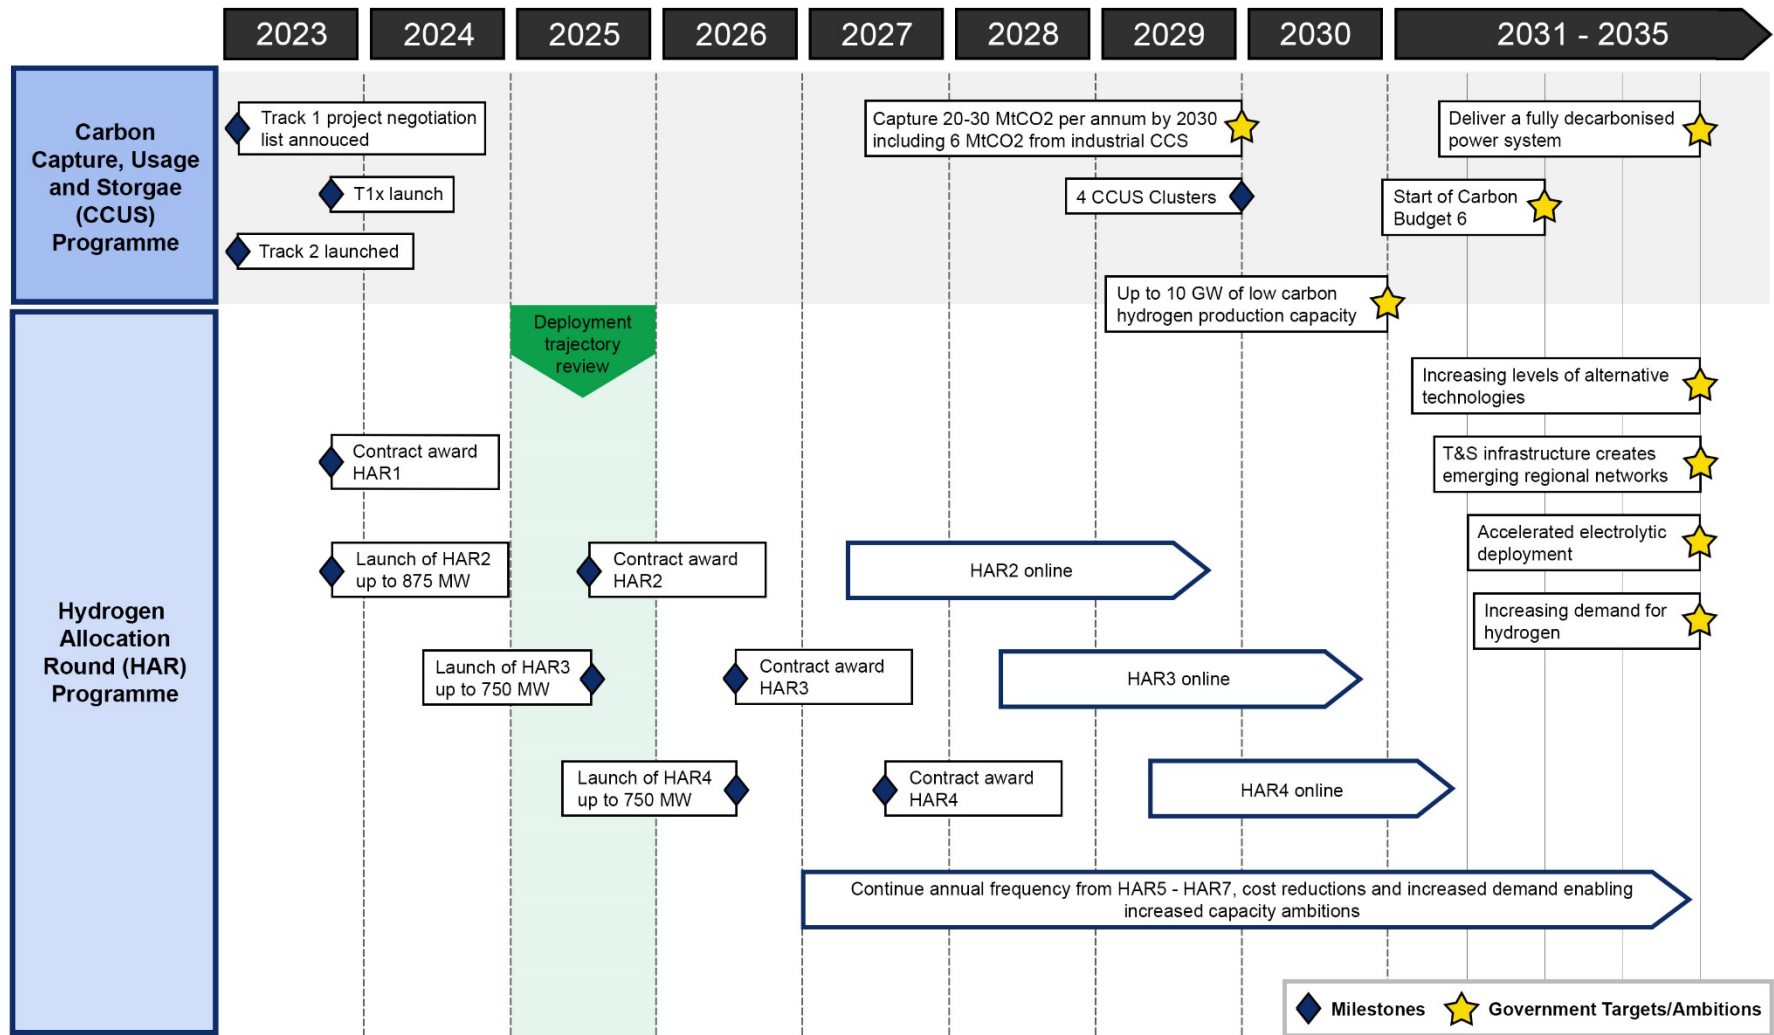 2023
2024
2025
2026
2027
2028
2029
2030
2031 - 2035
Carbon
Capture, Usage
and Storgae
(CCUS)
Programme
Track 1 project negotiation
list annouced
T1x launch
Track 2 launched
Capture 20-30 MtCO2 per annum by 2030
including 6 MtCO2 from industrial CCS
4 CCUS Clusters
Deliver a fully decarbonised
power system
Start of Carbon
Budget 6
Up to 10 GW of low carbon
hydrogen production capacity
Hydrogen
Allocation
Round (HAR)
Programme
Deployment
trajectory
review
Increasing levels of alternative
technologies
Contract award
HAR1
T&S infrastructure creates
emerging regional networks
Launch of HAR2
up to 875 MW
Contract award
HAR2
HAR2 online
Accelerated electrolytic
deployment
Increasing demand for
hydrogen
Launch of HAR3
up to 750 MW
Contract award
HAR3
HAR3 online
Launch of HAR4
up to 750 MW
Contract award
HAR4
HAR4 online
Continue annual frequency from HAR5 - HAR7, cost reductions and increased demand enabling
increased capacity ambitions
Milestones
Government Targets/Ambitions